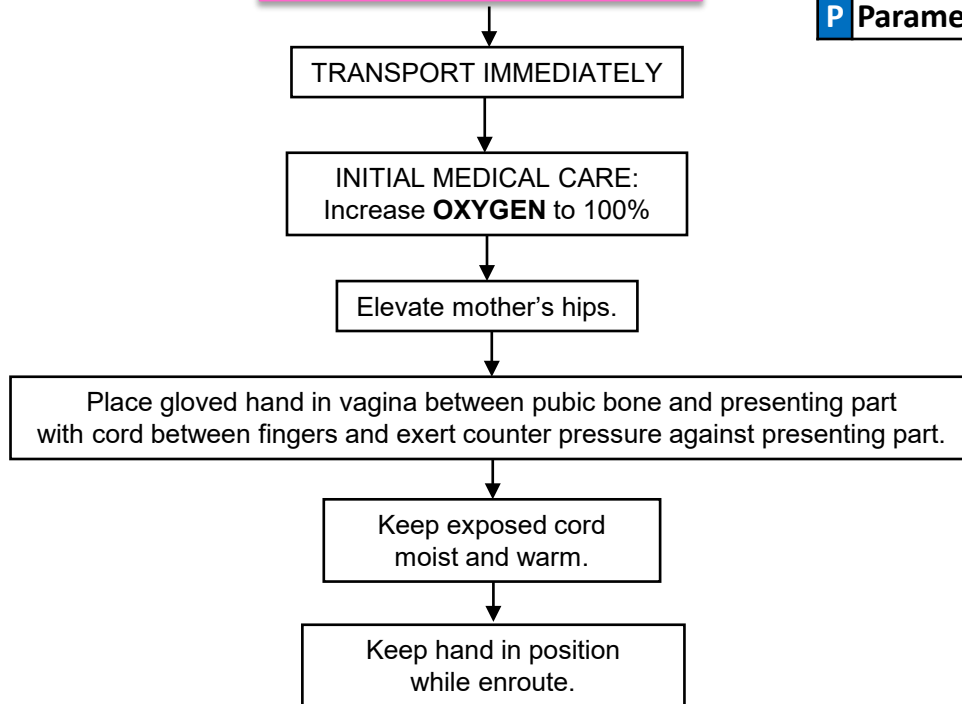 P Parame
TRANSPORT IMMEDIATELY
INITIAL MEDICAL CARE:
Increase OXYGEN to 100%
Elevate mother’s hips.
Place gloved hand in vagina between pubic bone and presenting part
with cord between fingers and exert counter pressure against presenting part.
Keep exposed cord
moist and warm.
Keep hand in position
while enroute.